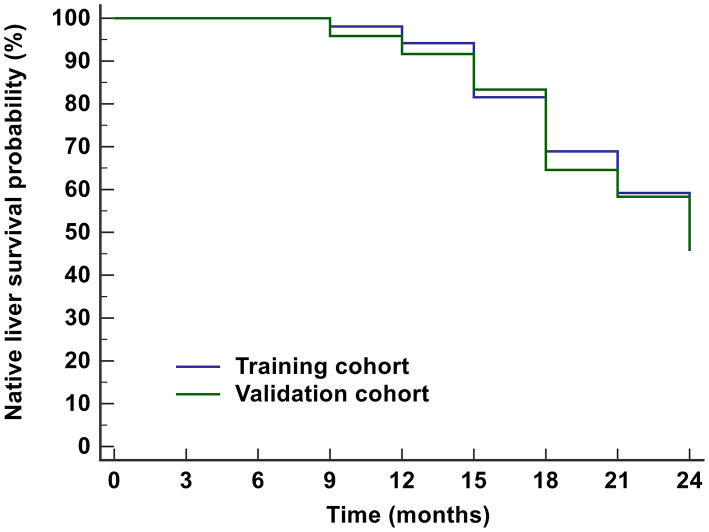 Native liver survival probability (%)
100
90
80
70
60
50
40
30
20
10
0
Training cohort
Validation cohort
0 3 6 9 12 15 18 21 24
Time (months)